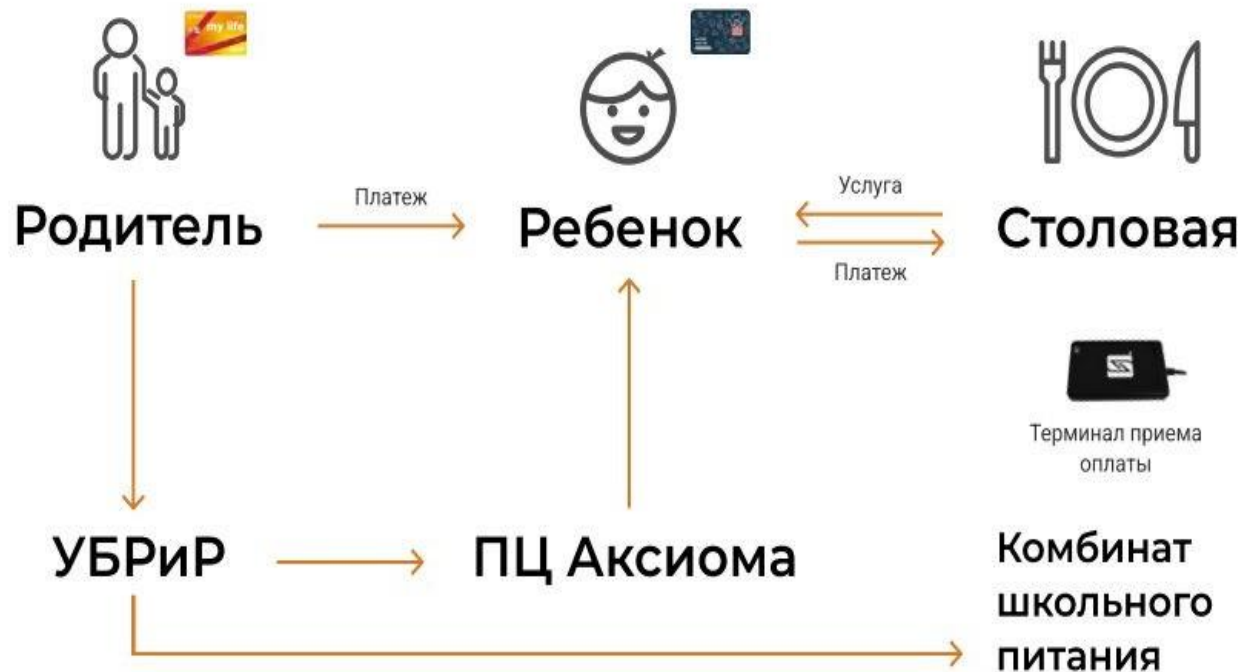 my life
Платеж
Услуга
Родитель
Ребенок
Столовая
Платеж
Терминал приема
оплаты
УБРиР
ПЦ Аксиома
Комбинат
школьного
питания